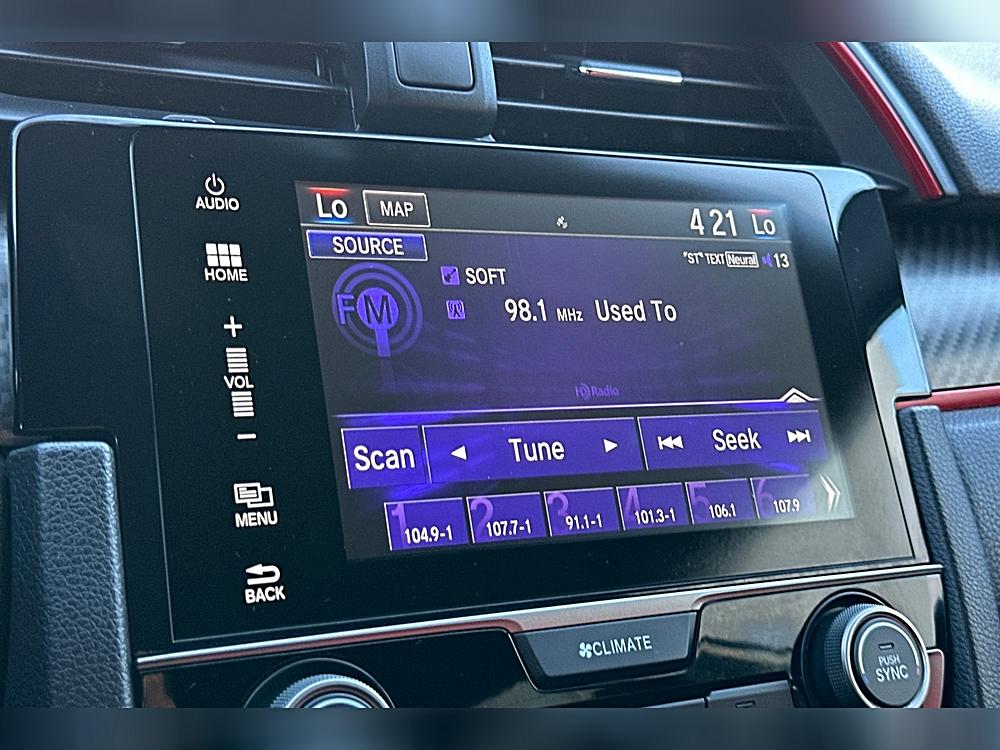 AUDIO
HOME
+
VOL
-
MENU
BACK
Lo MAP 4 21 Lo
SOURCE "ST" TEXT Neural 13
FM SOFT
98.1 MHz Used To
HD Radio
Scan Tune Seek
1 104.9-1 2 107.7-1 3 91.1-1 4 101.3-1 5 106.1 6 107.9
CLIMATE
PUSH
SYNC